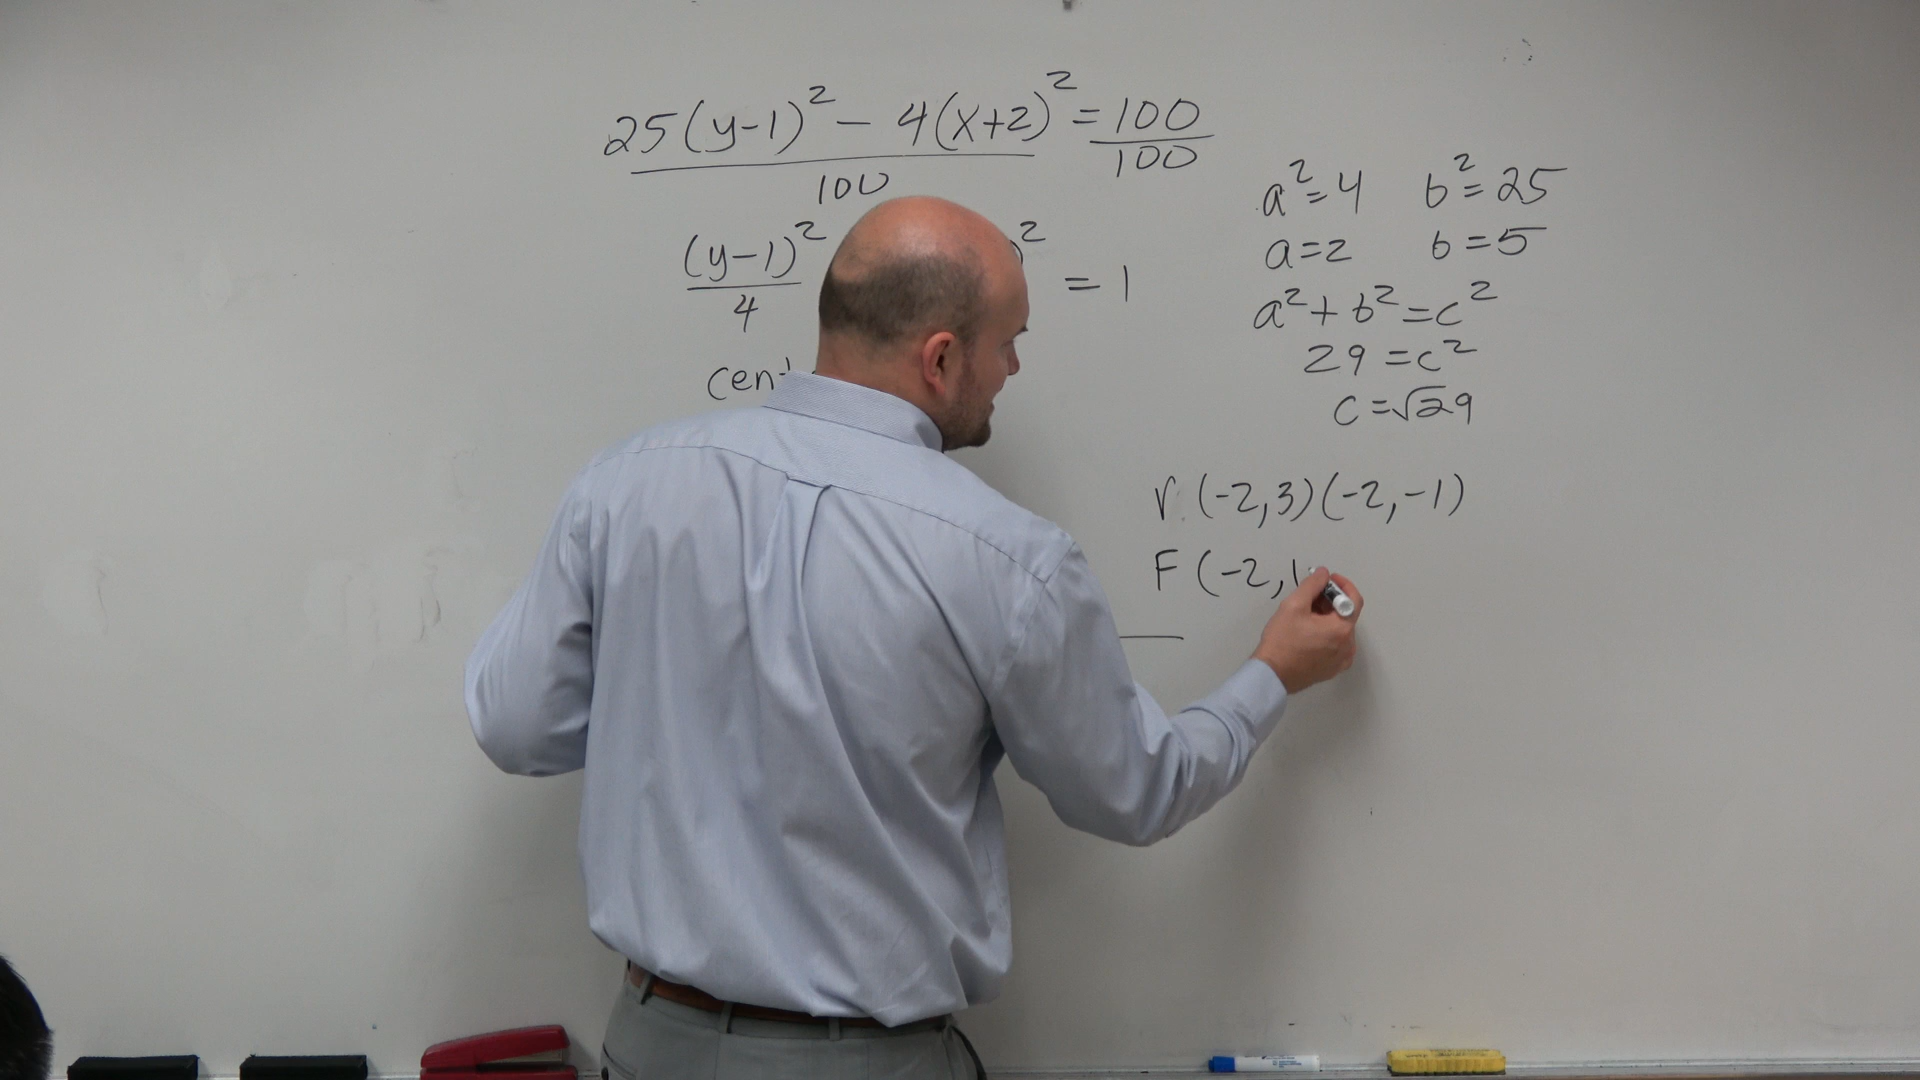 25(y-1)² - 4(x+2)² = 100
100 100
(y-1)² )² = 1
4
cent
a²=4 b²=25
a=2 b=5
a²+b²=c²
29=c²
c=√29
V (-2,3)(-2,-1)
F (-2,1